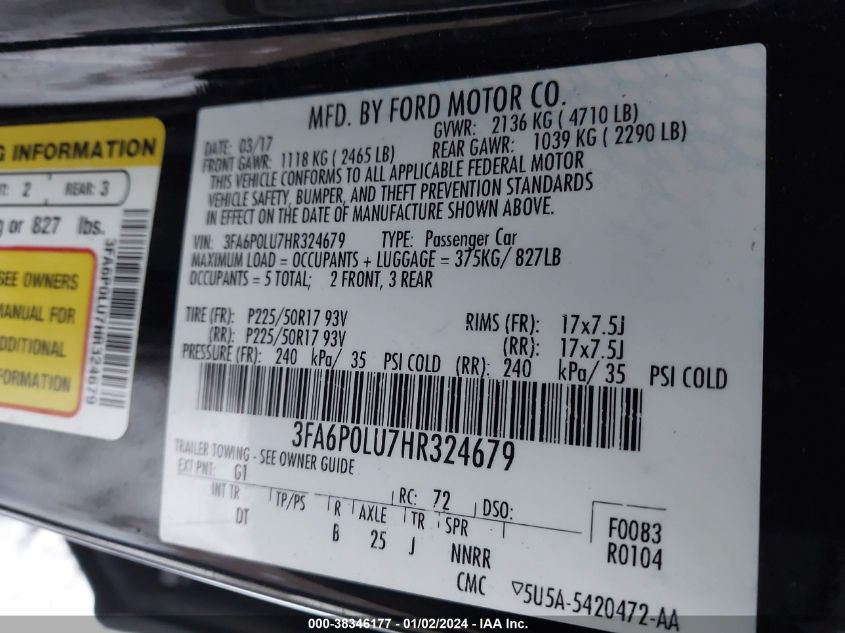 G INFORMATION
NT: 2 REAR: 3
g or 827 lbs.
3FA6P0LU7HR324679
SEE OWNERS
MANUAL FOR
ADDITIONAL
INFORMATION
MFD. BY FORD MOTOR CO.
DATE: 03/17 GVWR: 2136 KG ( 4710 LB)
FRONT GAWR: 1118 KG ( 2465 LB) REAR GAWR: 1039 KG ( 2290 LB)
THIS VEHICLE CONFORMS TO ALL APPLICABLE FEDERAL MOTOR
VEHICLE SAFETY, BUMPER, AND THEFT PREVENTION STANDARDS
IN EFFECT ON THE DATE OF MANUFACTURE SHOWN ABOVE.
VIN: 3FA6P0LU7HR324679 TYPE: Passenger Car
MAXIMUM LOAD = OCCUPANTS + LUGGAGE = 375KG/ 827LB
OCCUPANTS = 5 TOTAL; 2 FRONT, 3 REAR
TIRE (FR): P225/50R17 93V RIMS (FR): 17x7.5J
(RR): P225/50R17 93V (RR): 17x7.5J
PRESSURE (FR): 240 kPa/ 35 PSI COLD (RR): 240 kPa/ 35 PSI COLD
3FA6P0LU7HR324679
TRAILER TOWING - SEE OWNER GUIDE
EXT PNT: G1 RC: 72 DSO: F0083
INT TR TP/PS R AXLE TR SPR R0104
DT B 25 J NNRR
CMC ▽5U5A-5420472-AA
000-38346177 - 01/02/2024 - IAA Inc.